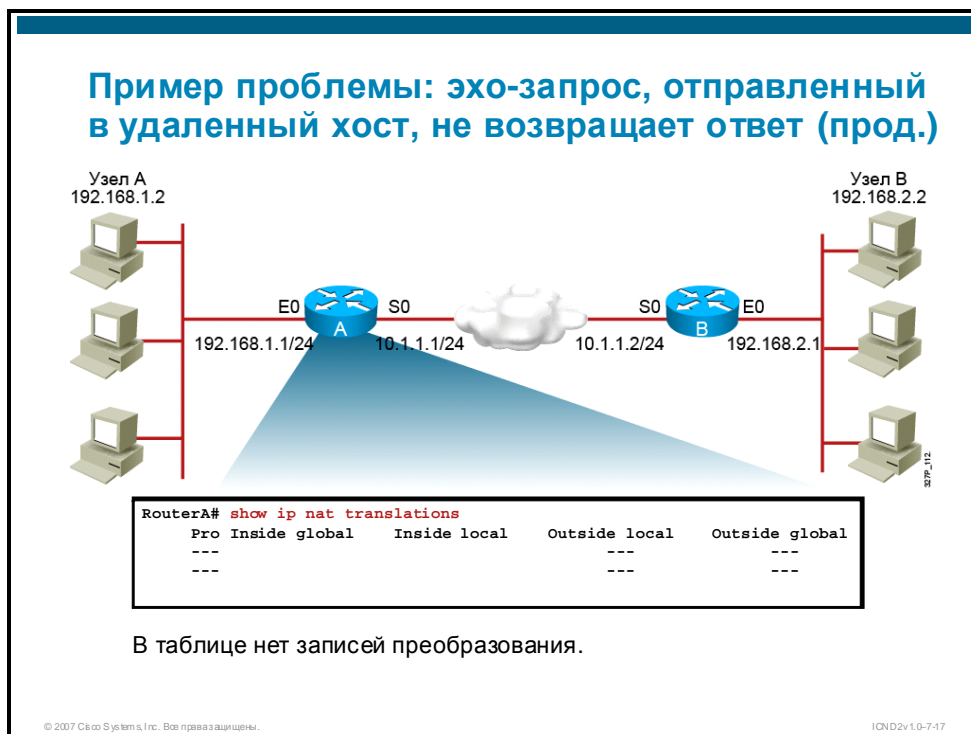 Пример проблемы: эхо-запрос, отправленный
в удаленный хост, не возвращает ответ (прод.)
Узел A
192.168.1.2
Узел B
192.168.2.2
E0
S0
S0
E0
A
B
192.168.1.1/24
10.1.1.1/24
10.1.1.2/24
192.168.2.1
327P_112
RouterA# show ip nat translations
Pro Inside global Inside local Outside local Outside global
--- --- ---
--- --- ---
В таблице нет записей преобразования.
© 2007 Cisco Systems, Inc. Все права защищены.
ICND2 v1.0—7-17